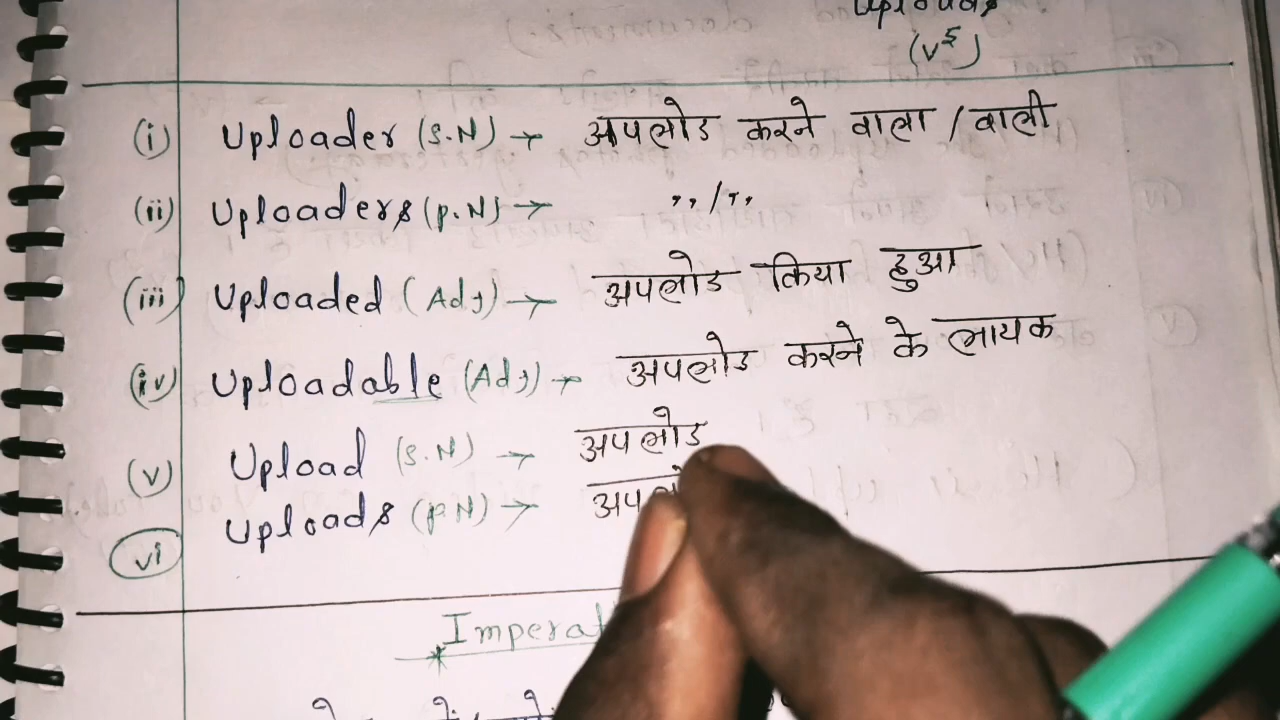 Uploads
(v⁵)
(i) Uploader (S.N) → अपलोड करने वाला / वाली
(ii) Uploaders (P.N) → ,, / ,,
(iii) Uploaded (Adj) → अपलोड किया हुआ
(iv) Uploadable (Adj) → अपलोड करने के लायक
(v) Upload (S.N) → अपलोड
(vi) Uploads (P.N) →